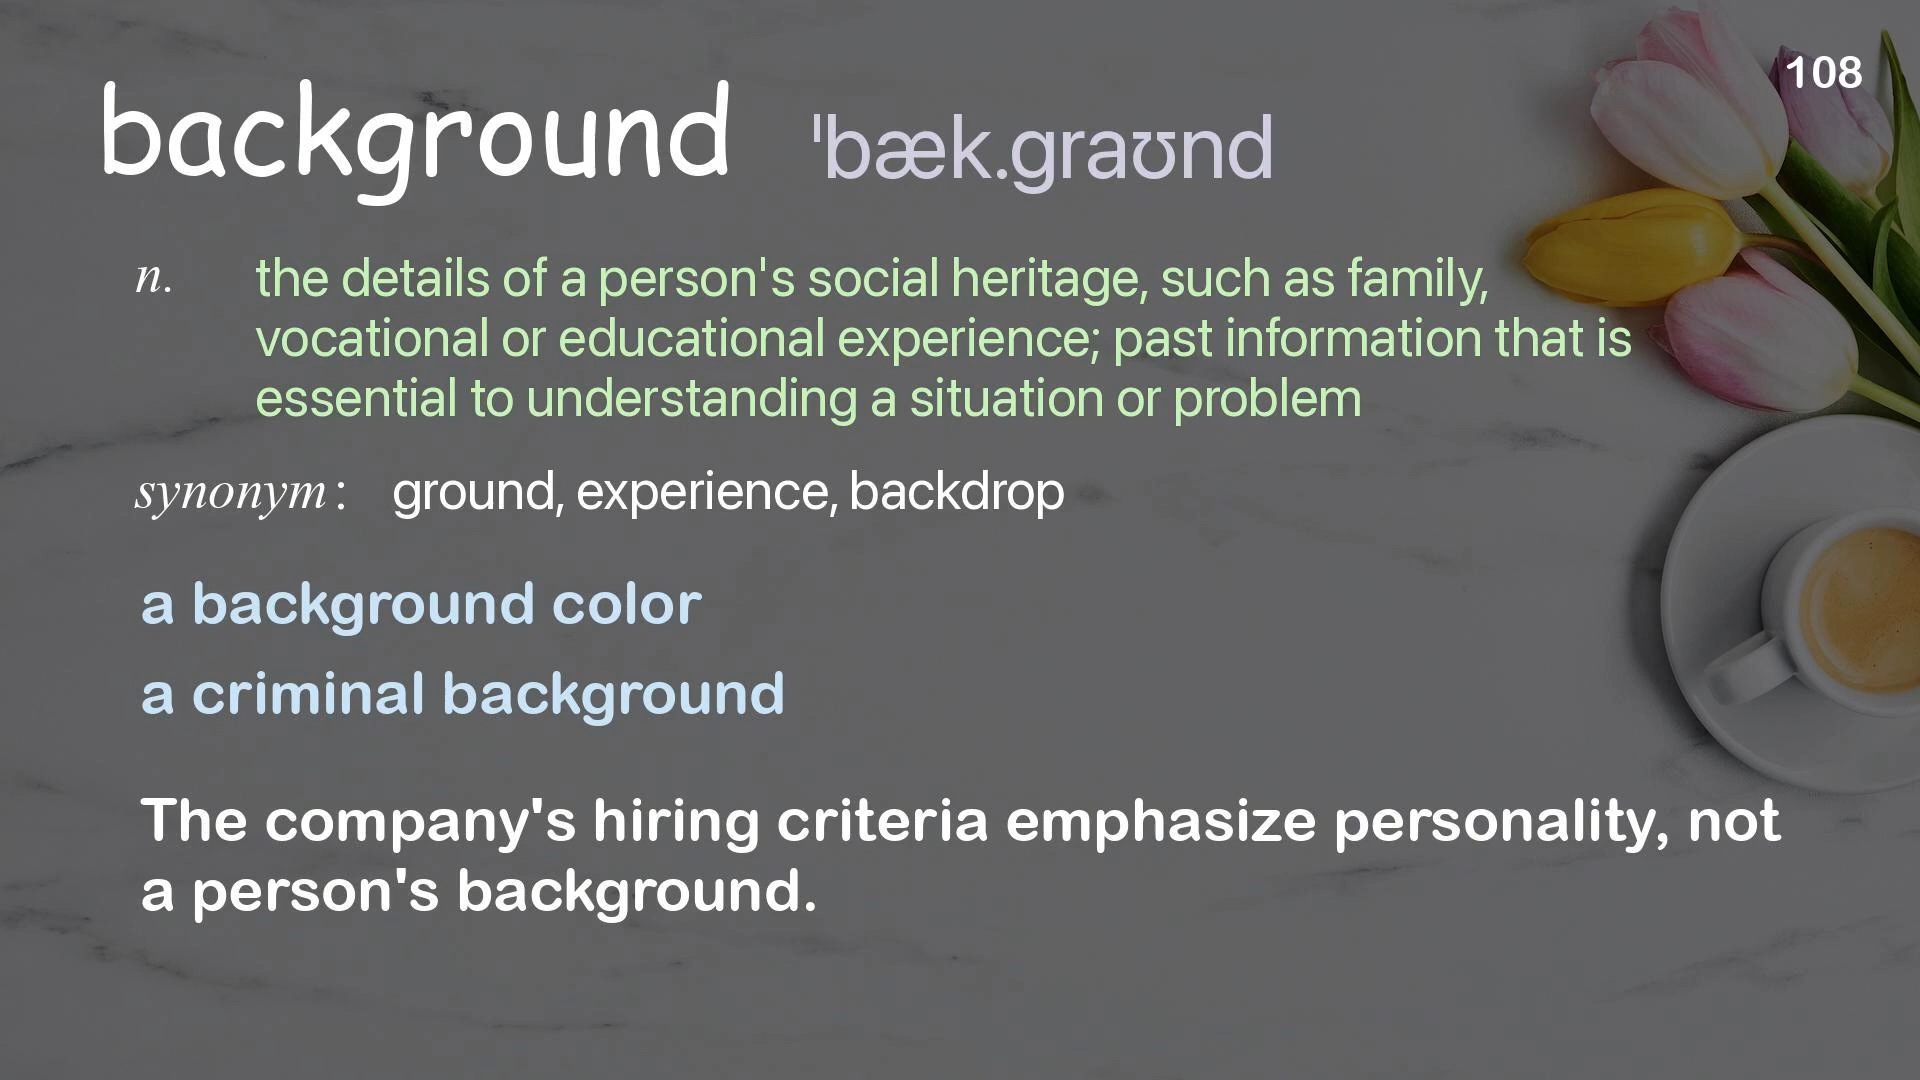 108
background ˈbæk.graʊnd
n. the details of a person's social heritage, such as family,
vocational or educational experience; past information that is
essential to understanding a situation or problem
synonym: ground, experience, backdrop
a background color
a criminal background
The company's hiring criteria emphasize personality, not
a person's background.